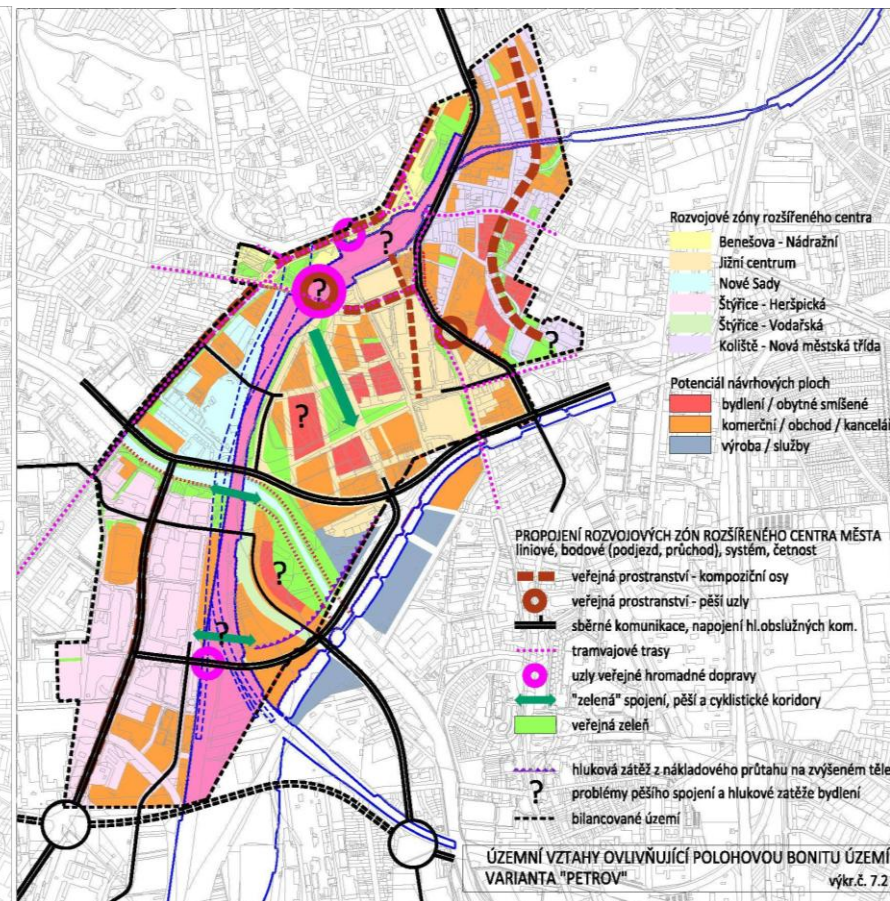 Rozvojové zóny rozšířeného centra
Benešova - Nádražní
Jižní centrum
Nové Sady
Štýřice - Heršpická
Štýřice - Vodařská
Koliště - Nová městská třída
Potenciál návrhových ploch
bydlení / obytné smíšené
komerční / obchod / kancelář
výroba / služby
PROPOJENÍ ROZVOJOVÝCH ZÓN ROZŠÍŘENÉHO CENTRA MĚSTA
liniové, bodové (podjezd, průchod), systém, četnost
veřejná prostranství - kompoziční osy
veřejná prostranství - pěší uzly
sběrné komunikace, napojení hl.obslužných kom.
tramvajové trasy
uzly veřejné hromadné dopravy
"zelená" spojení, pěší a cyklistické koridory
veřejná zeleň
hluková zátěž z nákladového průtahu na zvýšeném těle
? problémy pěšího spojení a hlukové zatěže bydlení
bilancované území
ÚZEMNÍ VZTAHY OVLIVŇUJÍCÍ POLOHOVOU BONITU ÚZEMÍ
VARIANTA "PETROV"
výkr.č. 7.2
?
?
?
?
?